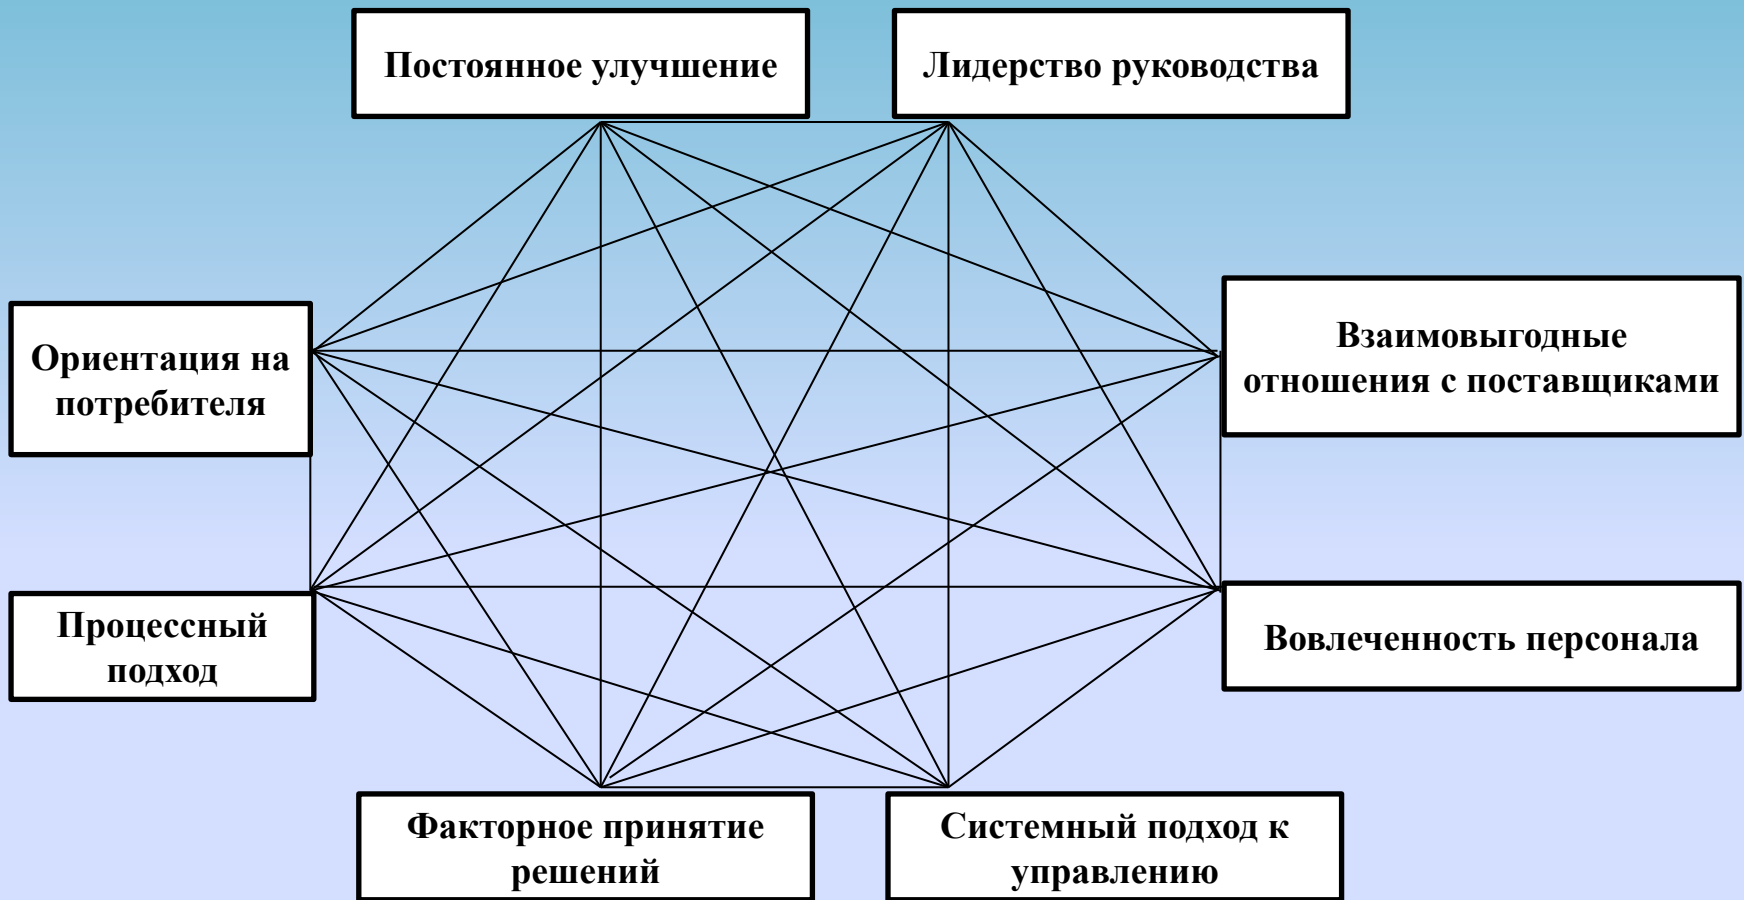 Постоянное улучшение
Лидерство руководства
Ориентация на
потребителя
Взаимовыгодные
отношения с поставщиками
Процессный
подход
Вовлеченность персонала
Факторное принятие
решений
Системный подход к
управлению